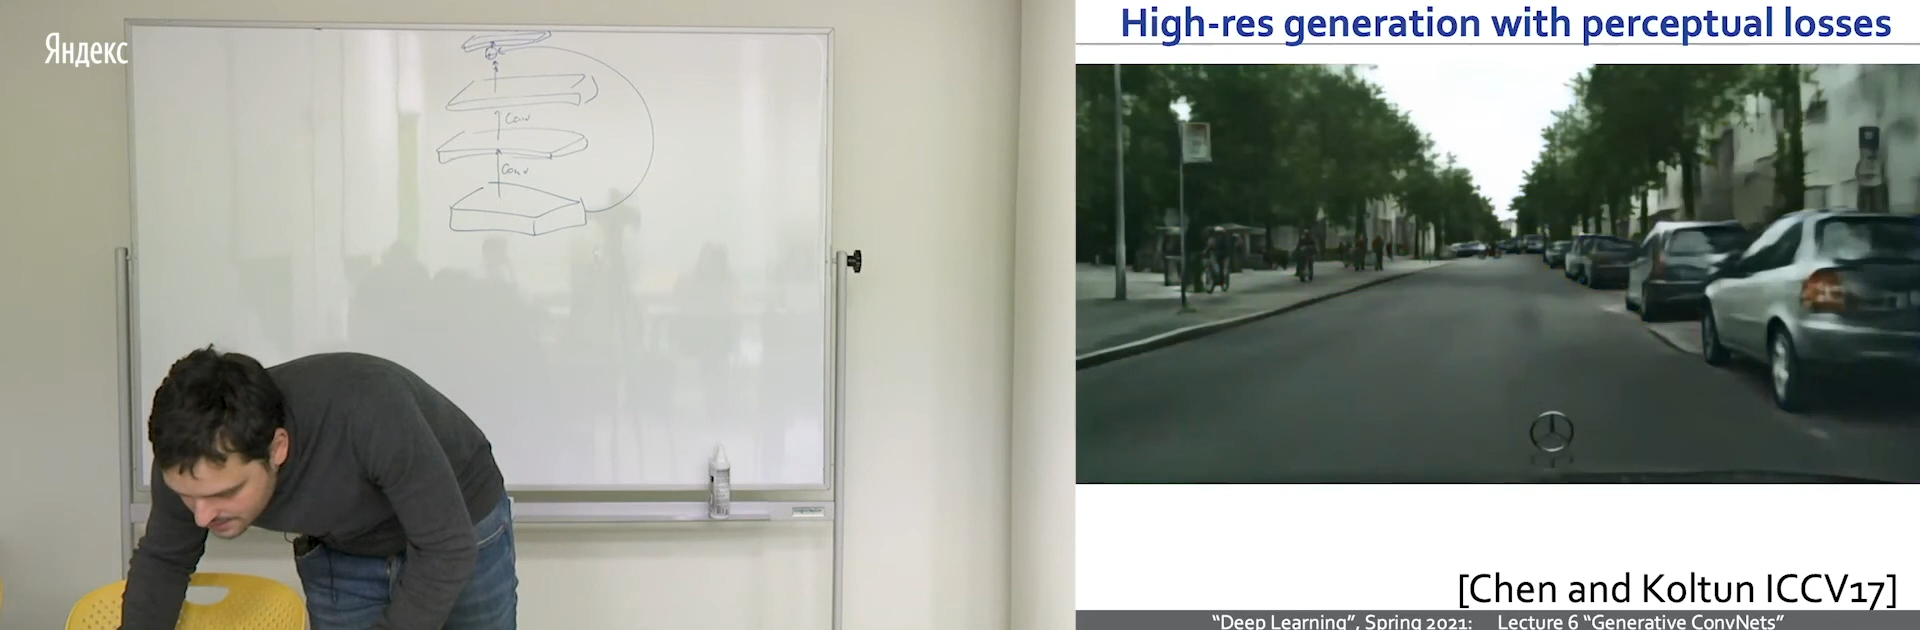 Яндекс
Conv
Conv
High-res generation with perceptual losses
[Chen and Koltun ICCV17]
"Deep Learning", Spring 2021: Lecture 6 "Generative ConvNets"